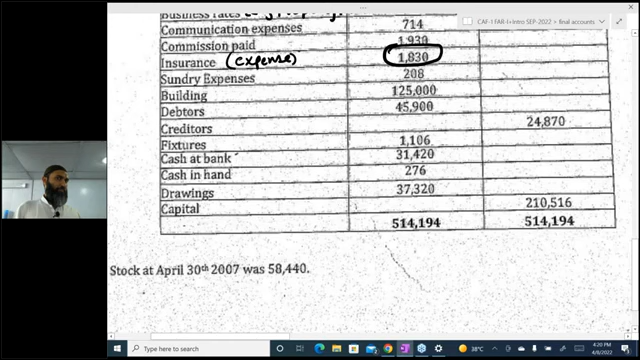 CAF-I FAR-I+Intro SEP-2022 > final accounts
Business rates
Communication expenses 714
Commission paid 1,930
Insurance (expense) 1,830
Sundry Expenses 208
Building 125,000
Debtors 45,900
Creditors 24,870
Fixtures 1,106
Cash at bank 31,420
Cash in hand 276
Drawings 37,320
Capital 210,516
514,194 514,194
Stock at April 30th 2007 was 58,440.
Type here to search
38°C
4:20 PM
4/8/2022